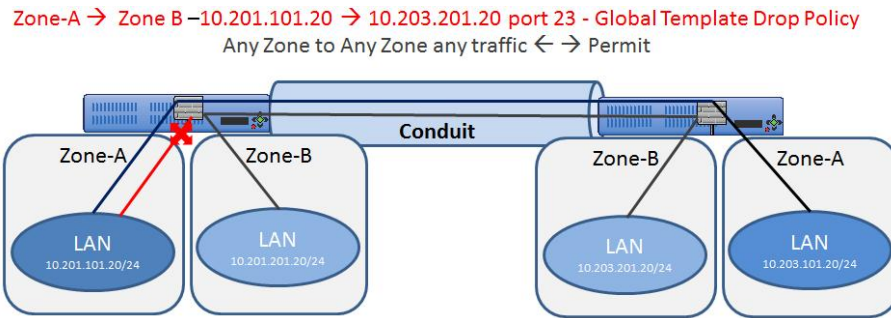 Zone-A → Zone B –10.201.101.20 → 10.203.201.20 port 23 - Global Template Drop Policy
Any Zone to Any Zone any traffic ← → Permit
Conduit
Zone-A
Zone-B
Zone-B
Zone-A
LAN
10.201.101.20/24
LAN
10.201.201.20/24
LAN
10.203.201.20/24
LAN
10.203.101.20/24